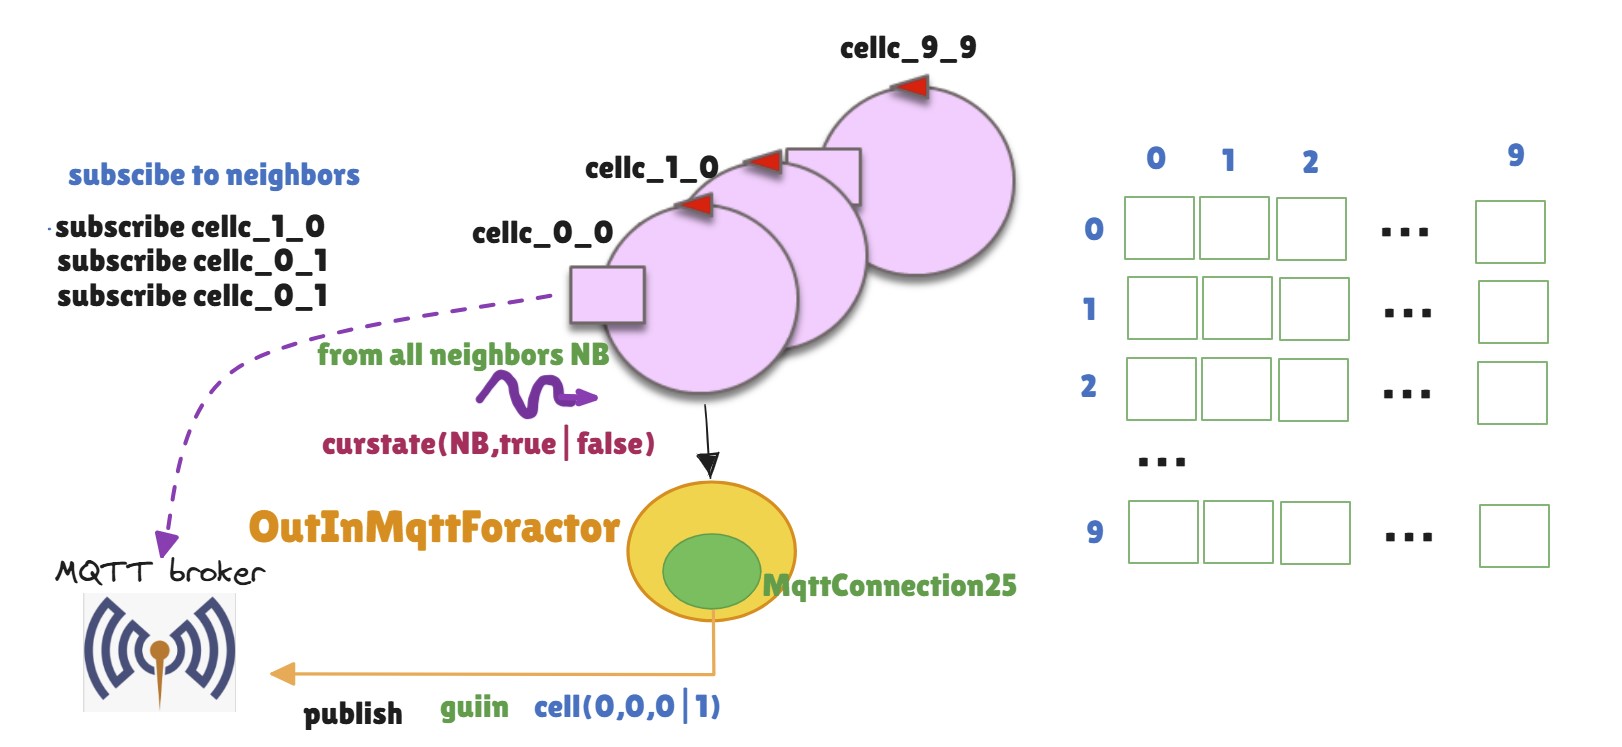 cellc_9_9
cellc_1_0
cellc_0_0
subscibe to neighbors
subscribe cellc_1_0
subscribe cellc_0_1
subscribe cellc_0_1
from all neighbors NB
curstate(NB,true|false)
OutInMqttForactor
MqttConnection25
MQTT broker
publish guiin cell(0,0,0|1)
0 1 2 9
0 ...
1 ...
2 ...
...
9 ...